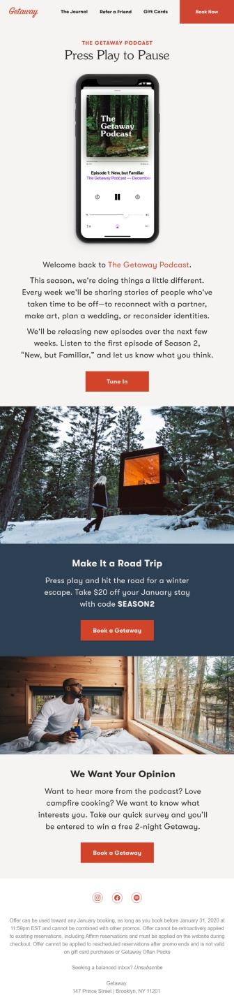 Getaway
The Journal
Refer a Friend
Gift Cards
Book Now
THE GETAWAY PODCAST
Press Play to Pause
The
Getaway
Podcast
Episode 1: New, but Familiar
The Getaway Podcast — Decembe
1x
Welcome back to The Getaway Podcast.
This season, we're doing things a little different.
Every week we'll be sharing stories of people who've
taken time to be off—to reconnect with a partner,
make art, plan a wedding, or reconsider identities.
We'll be releasing new episodes over the next few
weeks. Listen to the first episode of Season 2,
“New, but Familiar,” and let us know what you think.
Tune In
Make It a Road Trip
Press play and hit the road for a winter
escape. Take $20 off your January stay
with code SEASON2
Book a Getaway
We Want Your Opinion
Want to hear more from the podcast? Love
campfire cooking? We want to know what
interests you. Take our quick survey and you'll
be entered to win a free 2-night Getaway.
Book a Getaway
Offer can be used toward any January booking, as long as you book before January 31, 2020 at
11:59pm EST and cannot be combined with other promos. Offer cannot be retroactively applied
to existing reservations, including Affirm reservations and must be applied on the website during
checkout. Offer cannot be applied to rescheduled reservations after promo ends and is not valid
on gift card purchases or Getaway Often Packs
Seeking a balanced inbox? Unsubscribe
Getaway
147 Prince Street | Brooklyn, NY 11201